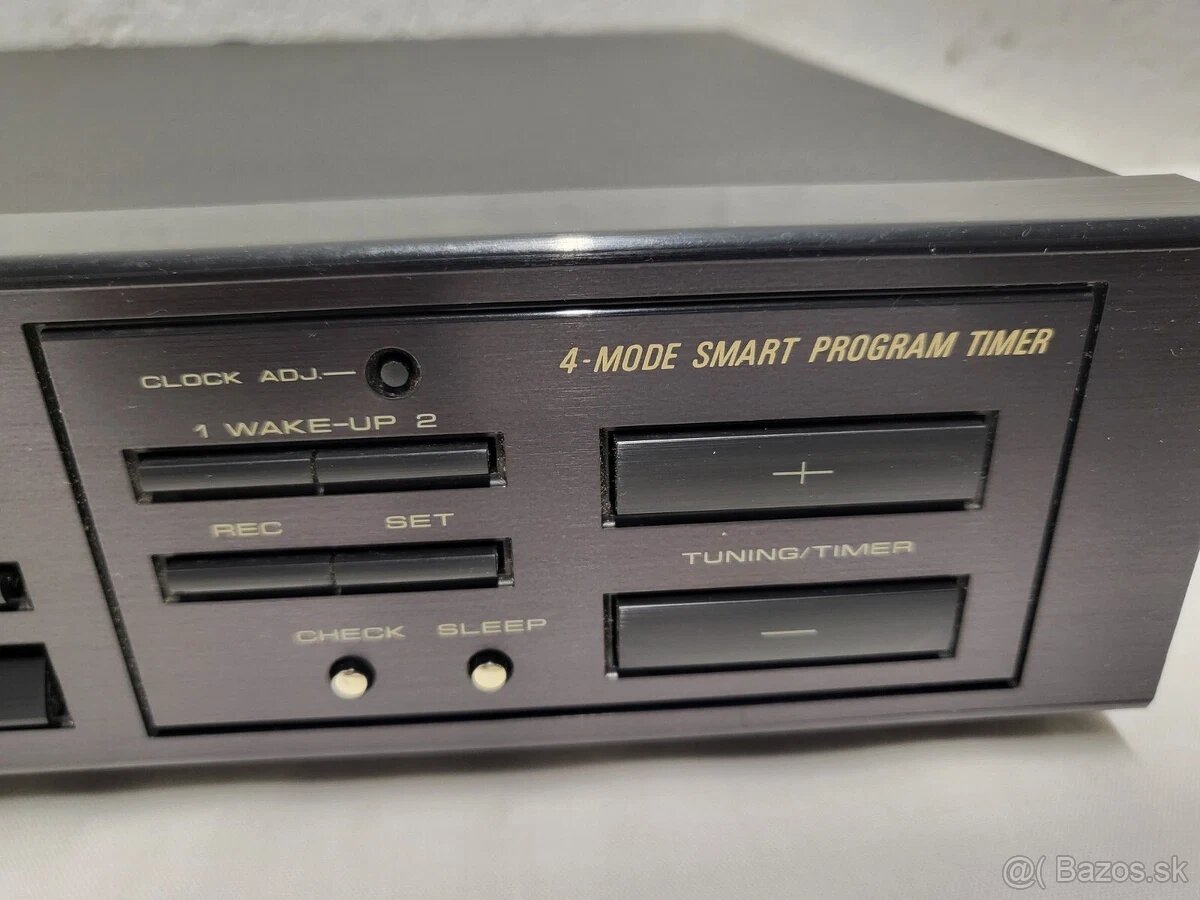 4-MODE SMART PROGRAM TIMER
CLOCK ADJ.
1 WAKE-UP 2
+
REC SET
TUNING/TIMER
CHECK SLEEP
−
@( Bazos.sk